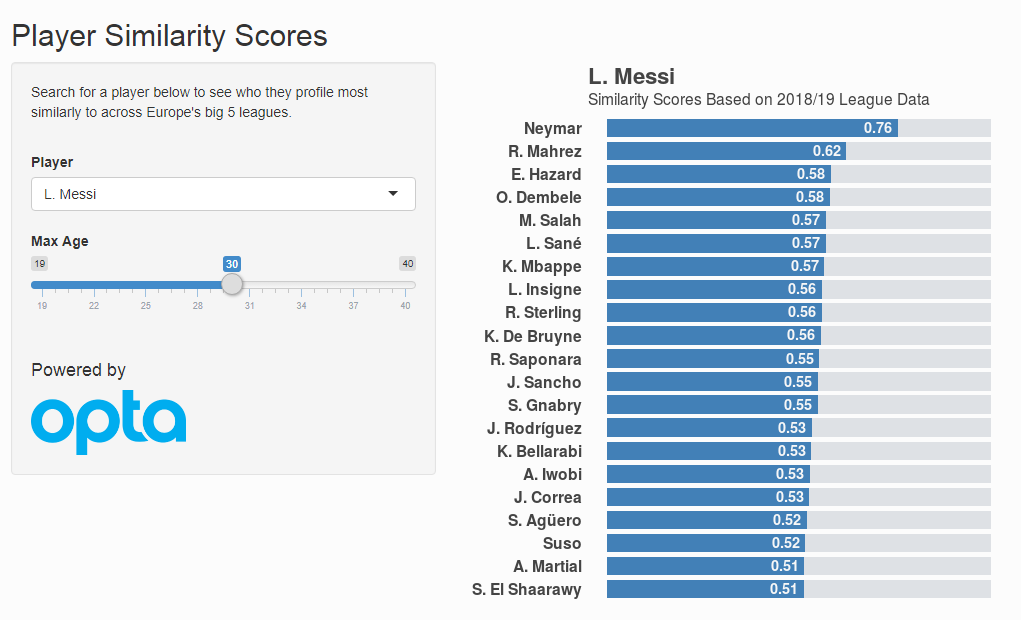 Player Similarity Scores
Search for a player below to see who they profile most
similarly to across Europe's big 5 leagues.
Player
L. Messi
Max Age
19 30 40
19 22 25 28 31 34 37 40
Powered by
opta
L. Messi
Similarity Scores Based on 2018/19 League Data
Neymar 0.76
R. Mahrez 0.62
E. Hazard 0.58
O. Dembele 0.58
M. Salah 0.57
L. Sané 0.57
K. Mbappe 0.57
L. Insigne 0.56
R. Sterling 0.56
K. De Bruyne 0.56
R. Saponara 0.55
J. Sancho 0.55
S. Gnabry 0.55
J. Rodríguez 0.53
K. Bellarabi 0.53
A. Iwobi 0.53
J. Correa 0.53
S. Agüero 0.52
Suso 0.52
A. Martial 0.51
S. El Shaarawy 0.51